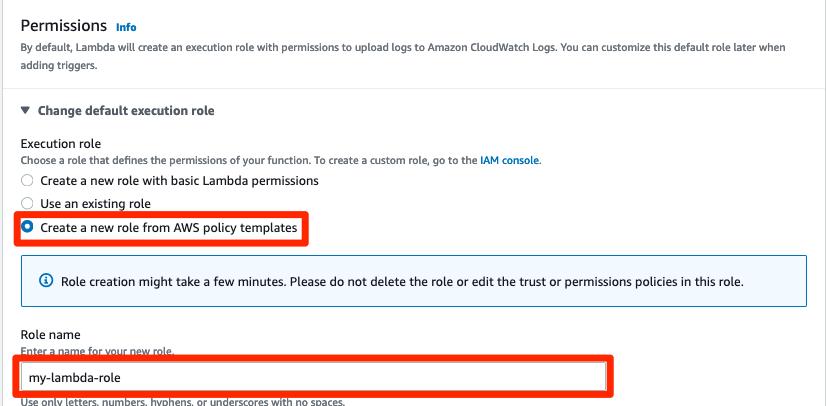 Permissions Info
By default, Lambda will create an execution role with permissions to upload logs to Amazon CloudWatch Logs. You can customize this default role later when
adding triggers.
Change default execution role
Execution role
Choose a role that defines the permissions of your function. To create a custom role, go to the IAM console.
Create a new role with basic Lambda permissions
Use an existing role
Create a new role from AWS policy templates
Role creation might take a few minutes. Please do not delete the role or edit the trust or permissions policies in this role.
Role name
Enter a name for your new role.
my-lambda-role
Use only letters, numbers, hyphens, or underscores with no spaces.